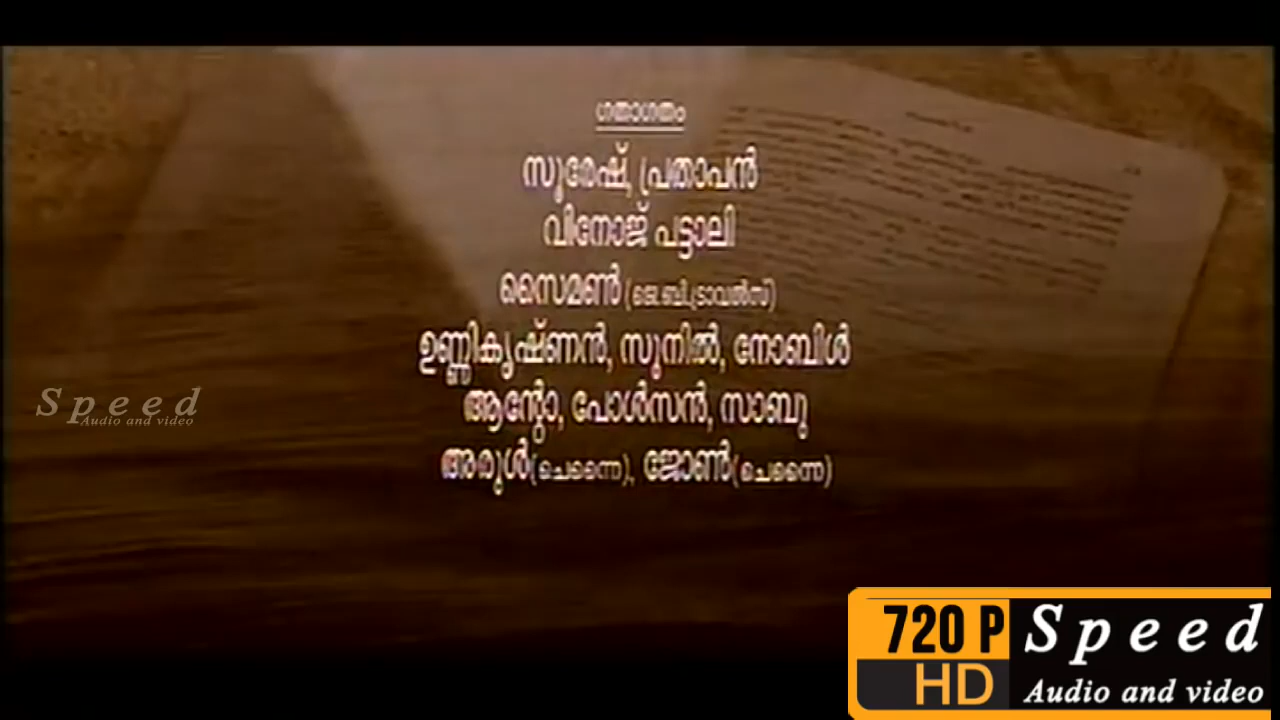 ഗതാഗതം
സുരേഷ്, പ്രതാപൻ
വിനോജ് പട്ടാലി
സൈമൺ (ജെ.ബി.ട്രാവൽസ്)
ഉണ്ണികൃഷ്ണൻ, സുനിൽ, നോബിൾ
ആന്റോ, പോൾസൻ, സാബു
അരുൾ(ചെന്നൈ), ജോൺ(ചെന്നൈ)
Speed
Audio and video
720 P
HD
Speed
Audio and video